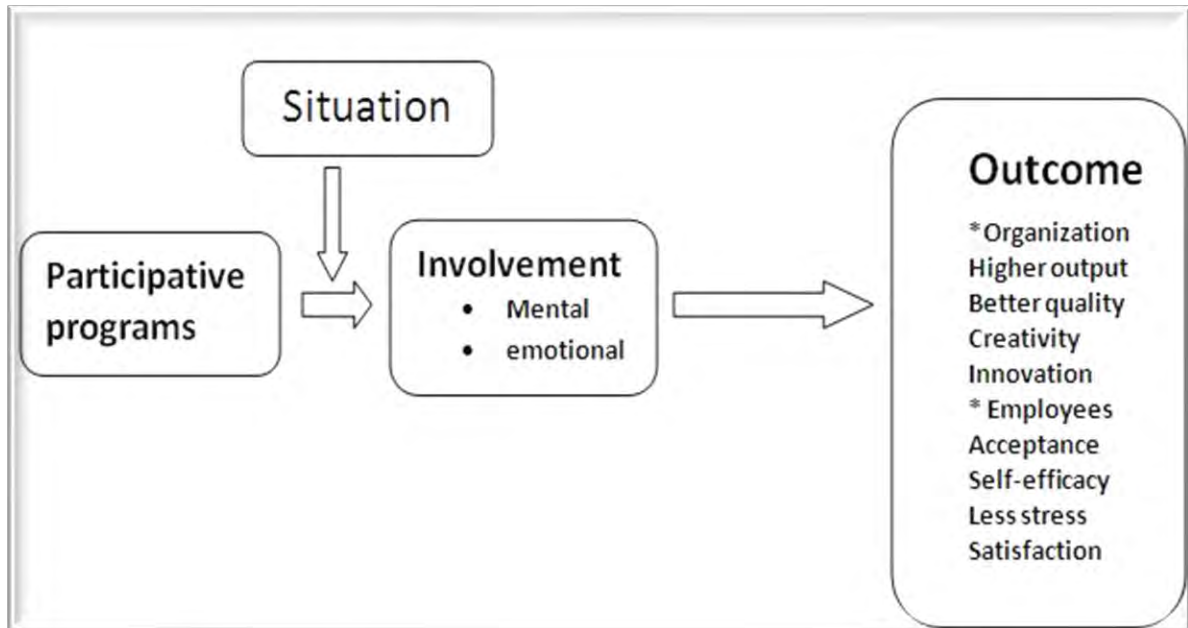 Situation
Participative
programs
Involvement
• Mental
• emotional
Outcome
* Organization
Higher output
Better quality
Creativity
Innovation
* Employees
Acceptance
Self-efficacy
Less stress
Satisfaction